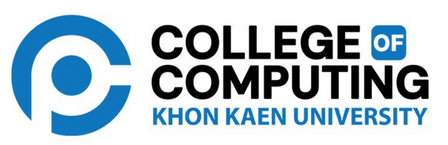 COLLEGE OF
COMPUTING
KHON KAEN UNIVERSITY